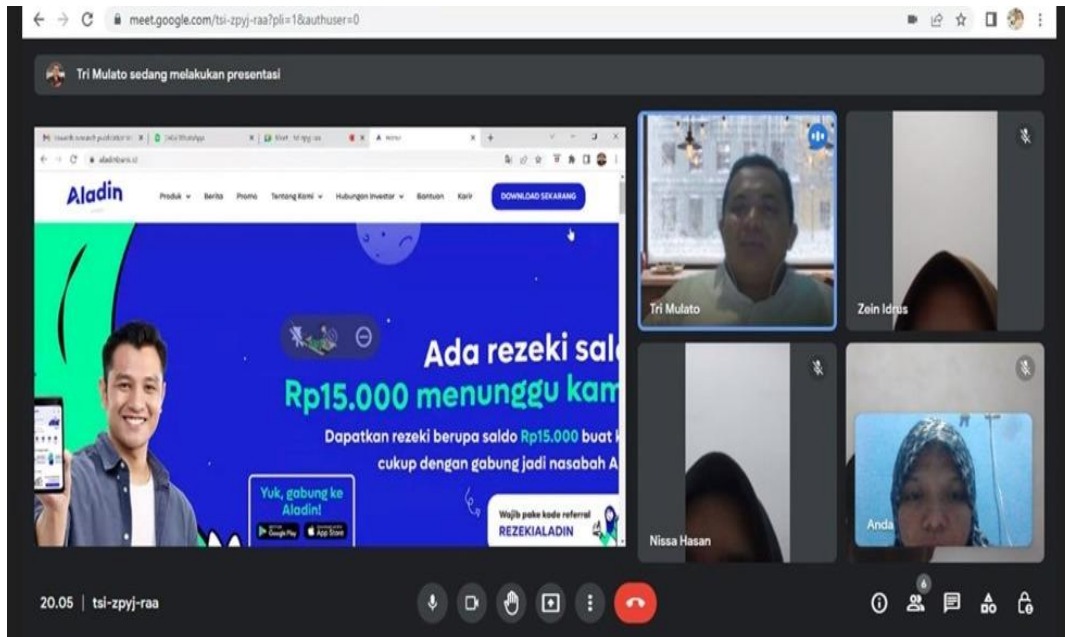 meet.google.com/tsi-zpyj-raa?pli=1&authuser=0
Tri Mulato sedang melakukan presentasi
aladinbank.id
Aladin
Produk
Berita
Promo
Tentang Kami
Hubungan Investor
Bantuan
Karir
DOWNLOAD SEKARANG
Ada rezeki sal
Rp15.000 menunggu kam
Dapatkan rezeki berupa saldo Rp15.000 buat k
cukup dengan gabung jadi nasabah A
Yuk, gabung ke
Aladin!
Google Play
App Store
Wajib pake kode referral
REZEKIALADIN
Tri Mulato
Zein Idrus
Nissa Hasan
Anda
20.05 | tsi-zpyj-raa
6